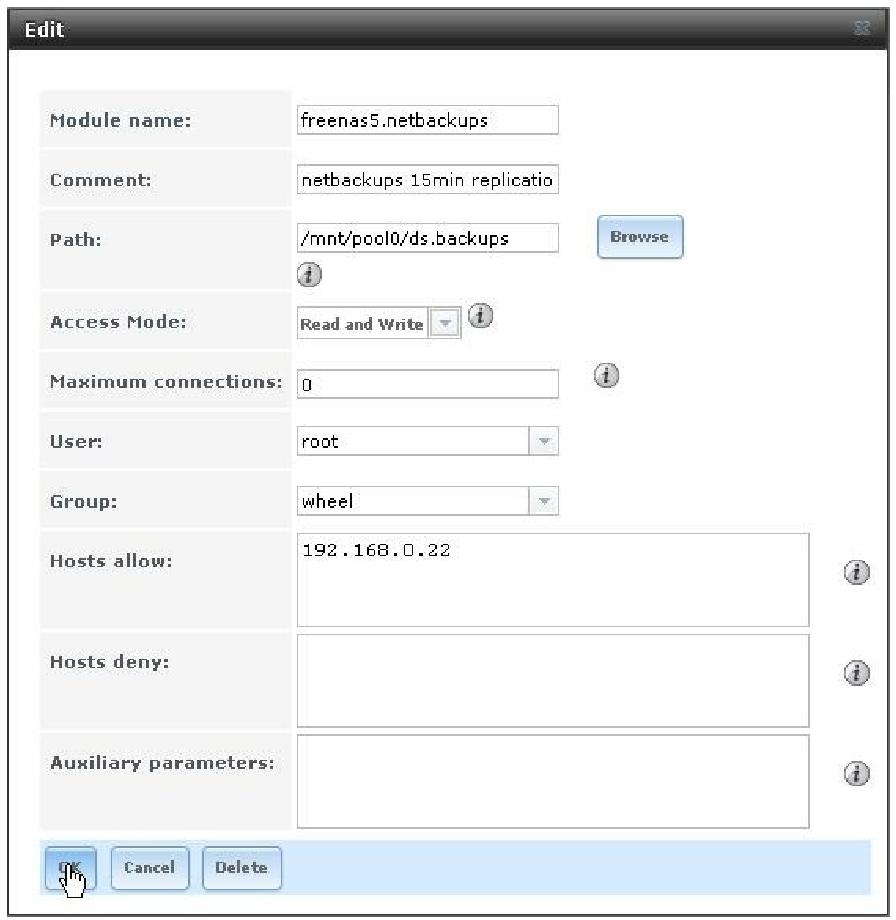 Edit
Module name: freenas5.netbackups
Comment: netbackups 15min replicatio
Path: /mnt/pool0/ds.backups Browse
Access Mode: Read and Write
Maximum connections: 0
User: root
Group: wheel
Hosts allow: 192.168.0.22
Hosts deny:
Auxiliary parameters:
OK Cancel Delete